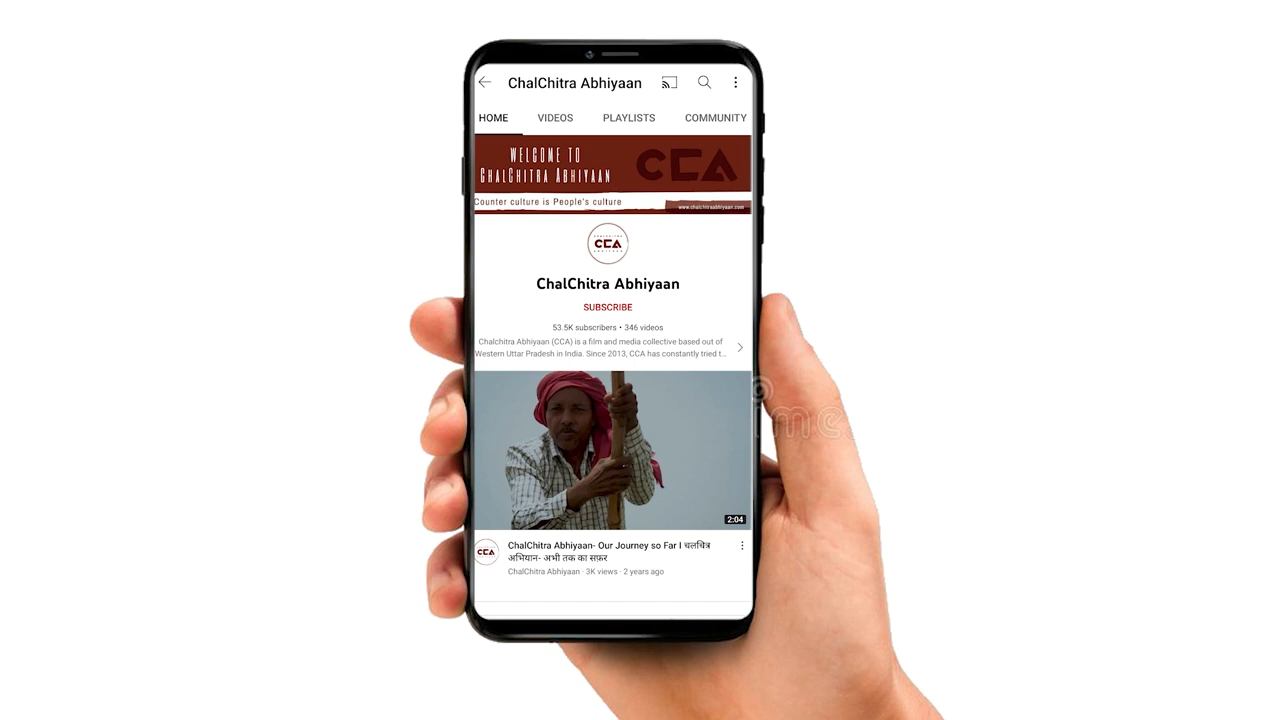 ChalChitra Abhiyaan
HOME VIDEOS PLAYLISTS COMMUNITY
WELCOME TO
CHALCHITRA ABHIYAAN
CCA
Counter culture is People's culture
www.chalchitraabhiyaan.com
CCA
ChalChitra Abhiyaan
SUBSCRIBE
53.5K subscribers • 346 videos
Chalchitra Abhiyaan (CCA) is a film and media collective based out of
Western Uttar Pradesh in India. Since 2013, CCA has constantly tried t...
2:04
CCA
ChalChitra Abhiyaan- Our Journey so Far I चलचित्र
अभियान- अभी तक का सफ़र
ChalChitra Abhiyaan · 3K views · 2 years ago